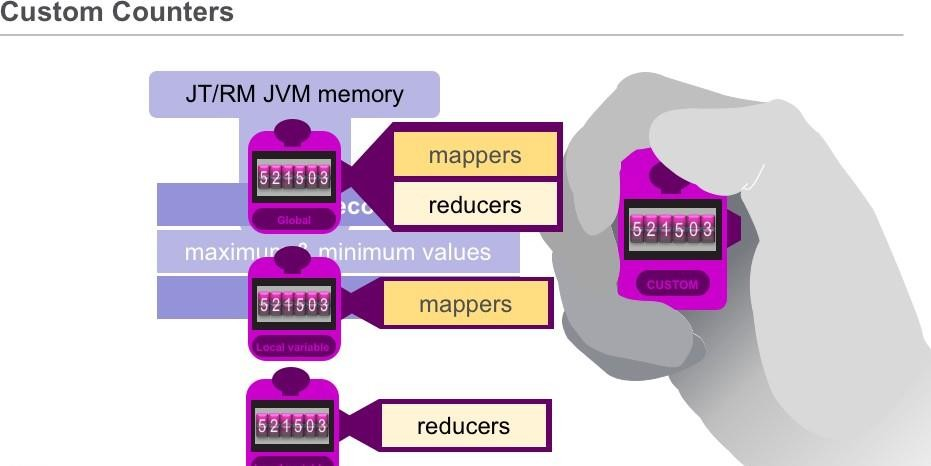 Custom Counters
JT/RM JVM memory
521503
Global
mappers
reducers
maximum & minimum values
521503
Local variable
mappers
521503
reducers
521503
CUSTOM